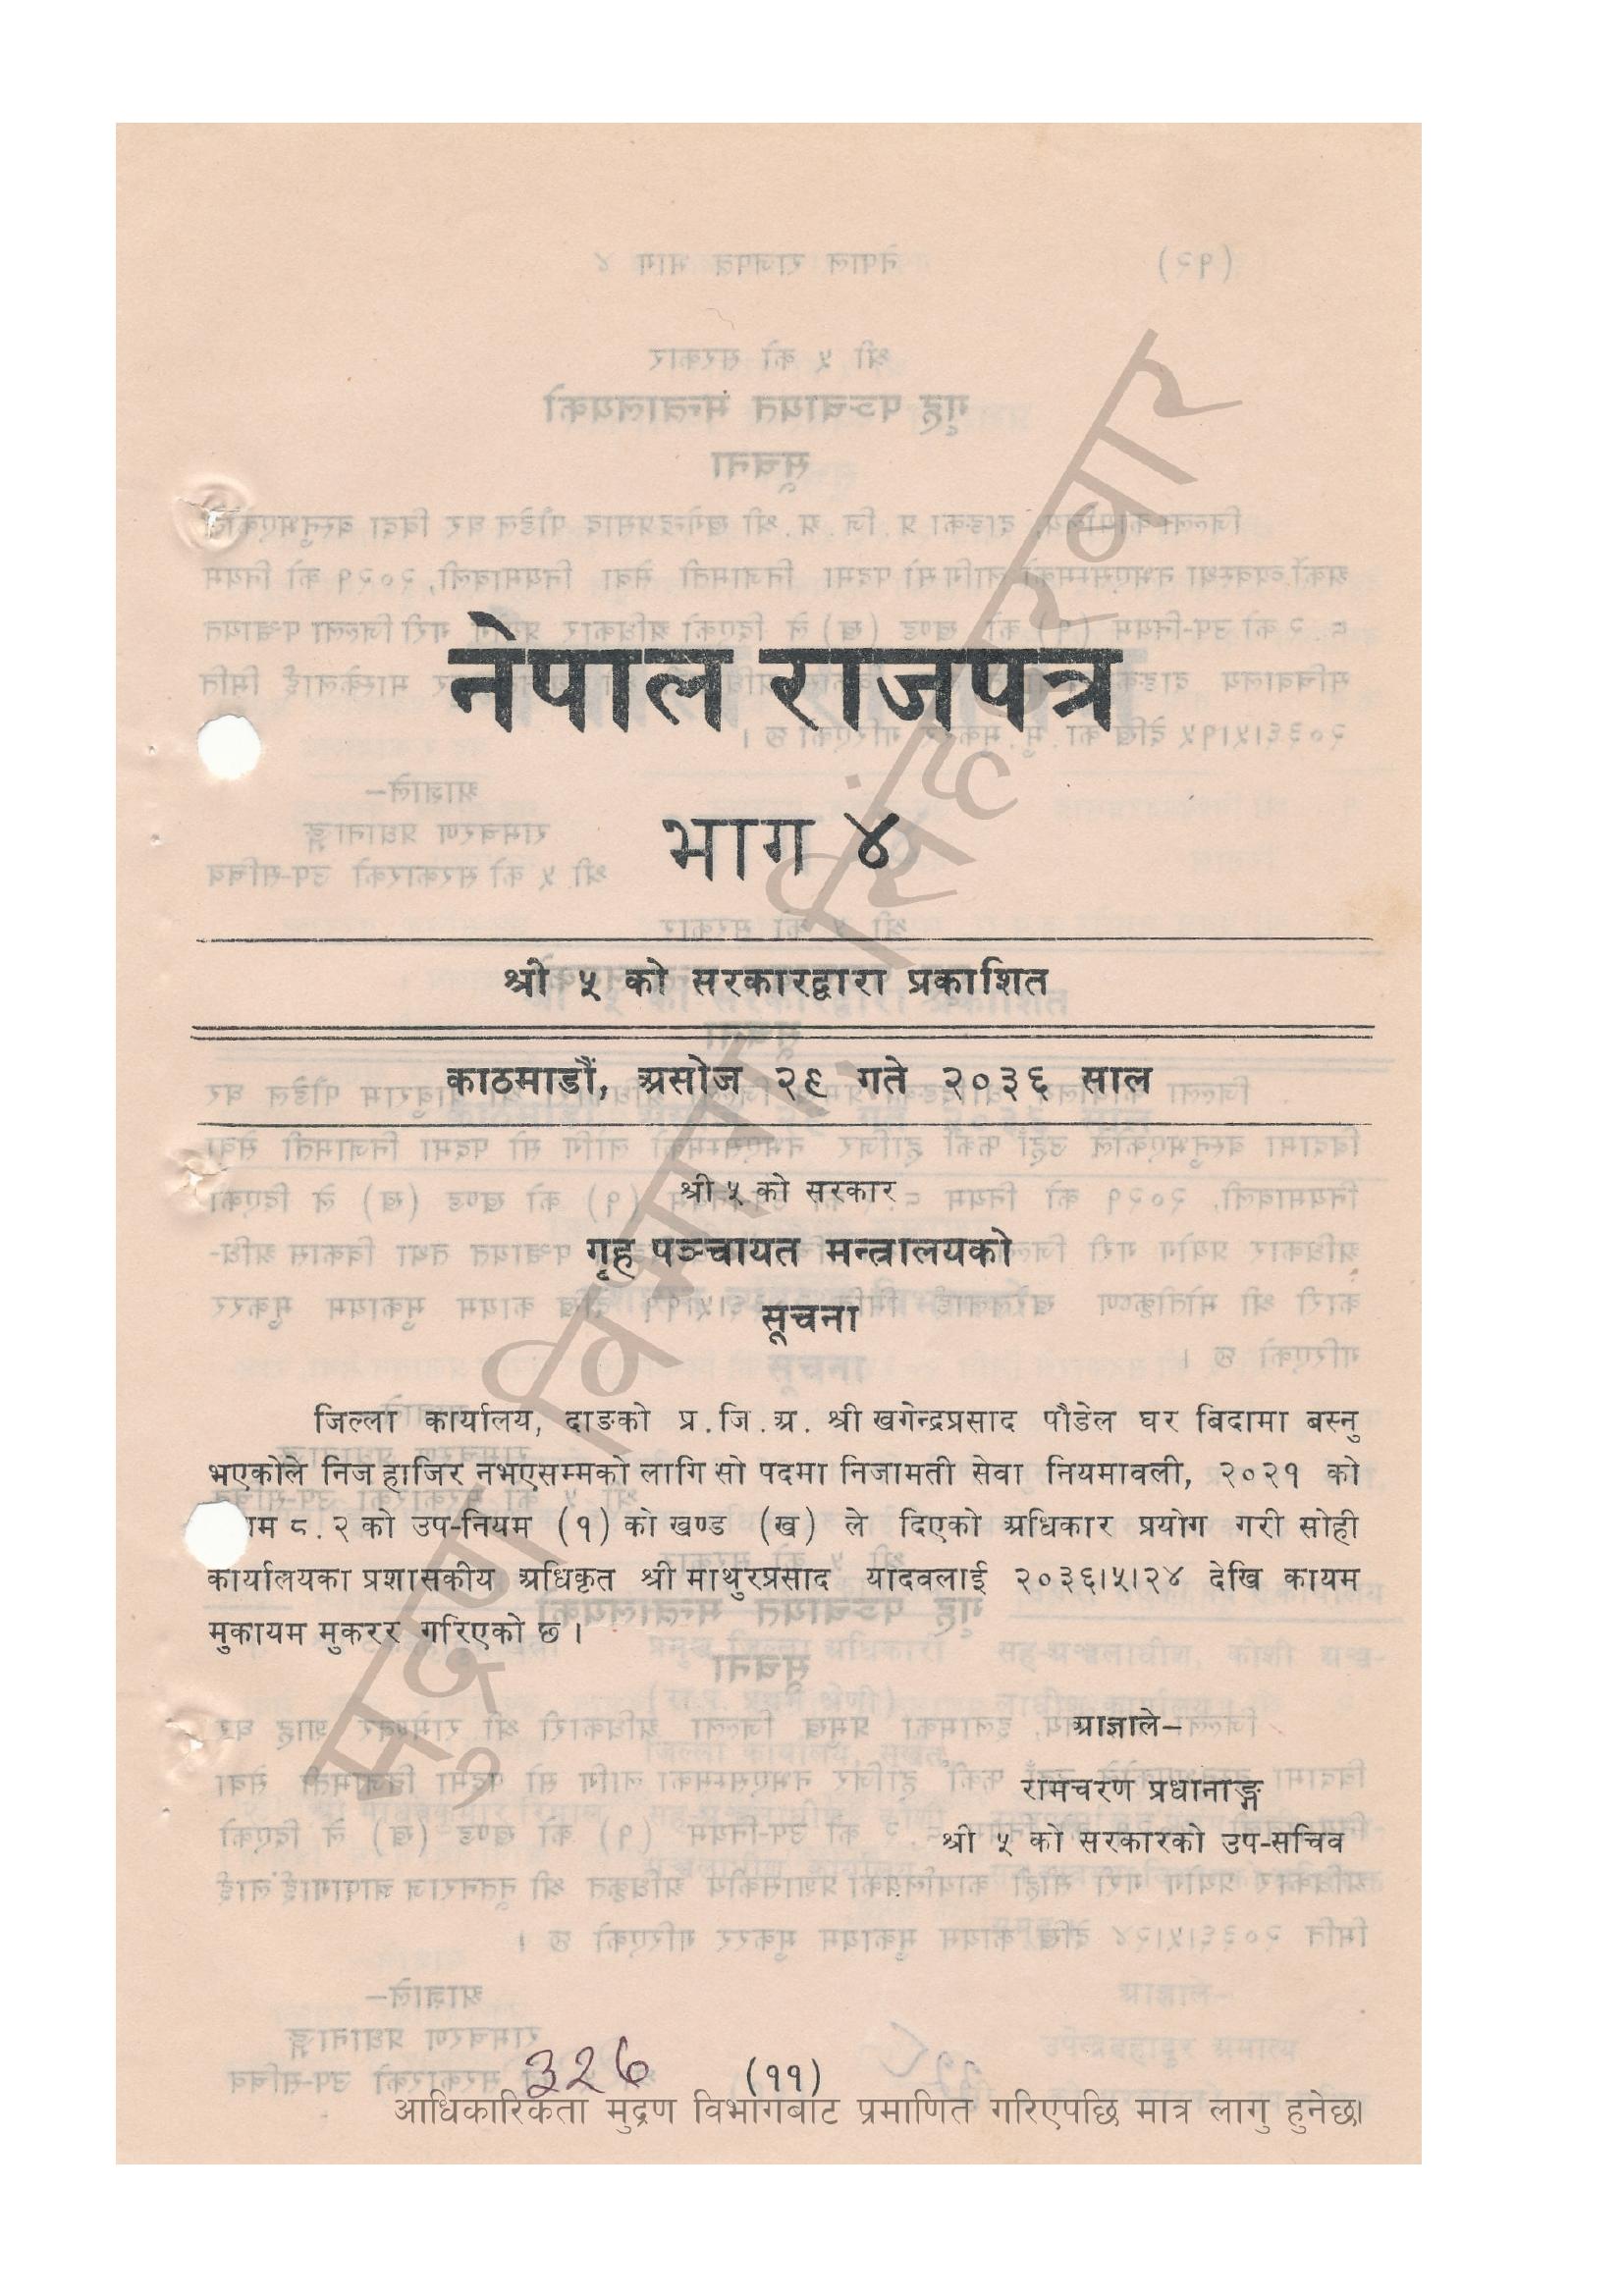 नेपाल राजपत्र
भाग ४
श्री ५ को सरकारद्वारा प्रकाशित
काठमाडौं, असोज २९ गते २०३६ साल
श्री ५ को सरकार
गृह पञ्चायत मन्त्रालयको
सूचना
जिल्ला कार्यालय, दाङको प्र.जि.अ. श्री खगेन्द्रप्रसाद पौडेल घर बिदामा बस्नु
भएकोले निज हाजिर नभएसम्मको लागि सो पदमा निजामती सेवा नियमावली, २०२१ को
म ८.२ को उप-नियम (१) को खण्ड (ख) ले दिएको अधिकार प्रयोग गरी सोही
कार्यालयका प्रशासकीय अधिकृत श्री माथुरप्रसाद यादवलाई २०३६।५।२४ देखि कायम
मुकायम मुकरर गरिएको छ।
आज्ञाले–
रामचरण प्रधानाङ्ग
श्री ५ को सरकारको उप-सचिव
326
(११)
आधिकारिकता मुद्रण विभागबाट प्रमाणित गरिएपछि मात्र लागु हुनेछ।
मुद्रण विभाग, सिंहदरबार